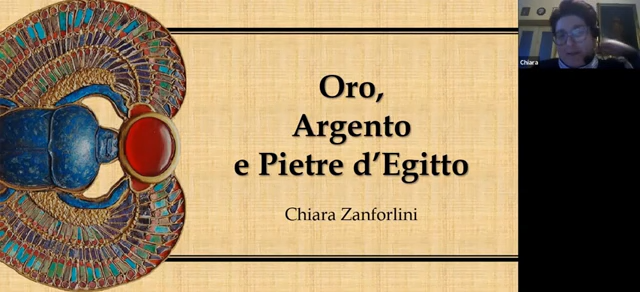 Oro,
Argento
e Pietre d'Egitto
Chiara Zanforlini
Chiara